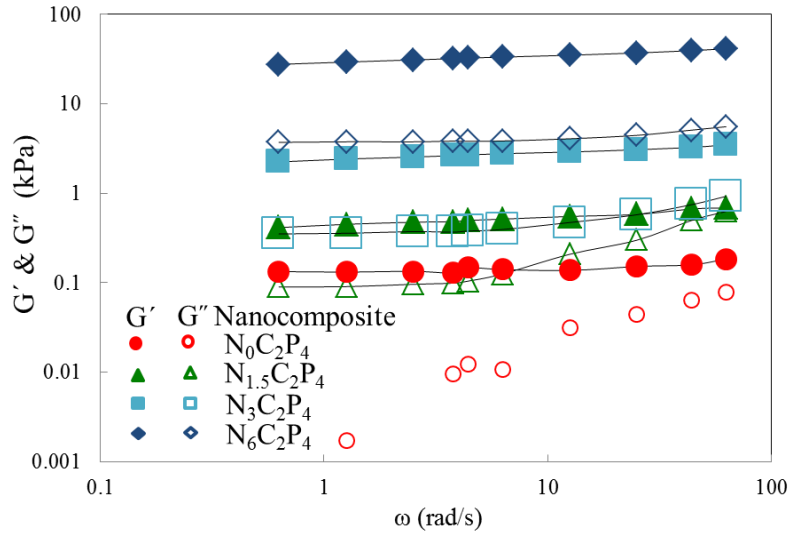 100
10
1
0.1
0.01
0.001
G′ & G″ (kPa)
G′ G″ Nanocomposite
N₀C₂P₄
N₁.₅C₂P₄
N₃C₂P₄
N₆C₂P₄
0.1 1 10 100
ω (rad/s)